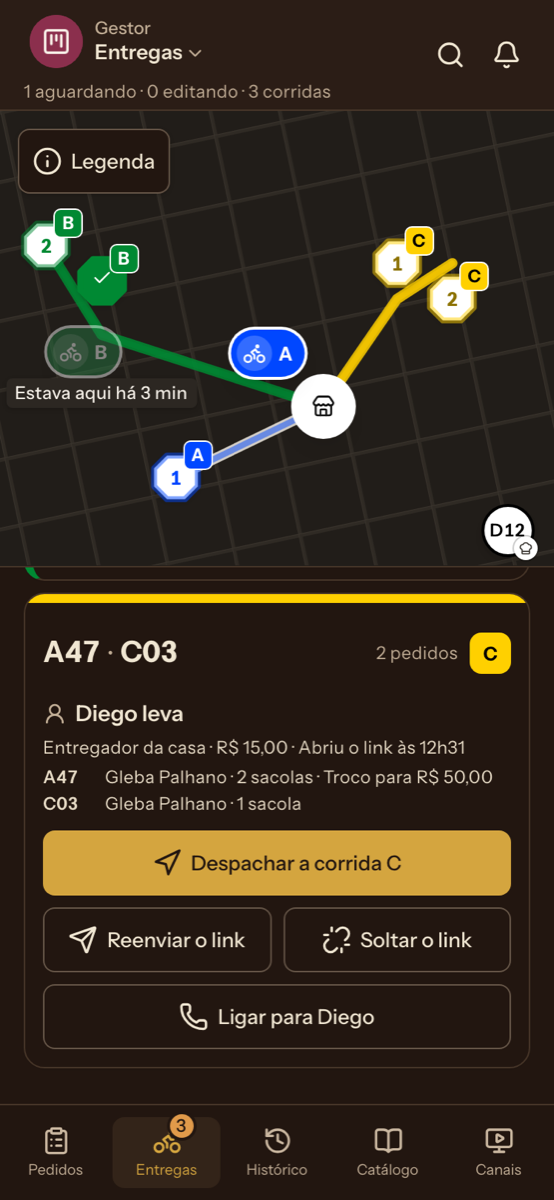 Gestor
Entregas
1 aguardando · 0 editando · 3 corridas
Legenda
B
2
B
C
1
C
2
B
A
Estava aqui há 3 min
A
1
D12
A47 · C03
2 pedidos
C
Diego leva
Entregador da casa · R$ 15,00 · Abriu o link às 12h31
A47 Gleba Palhano · 2 sacolas · Troco para R$ 50,00
C03 Gleba Palhano · 1 sacola
Despachar a corrida C
Reenviar o link
Soltar o link
Ligar para Diego
3
Pedidos
Entregas
Histórico
Catálogo
Canais